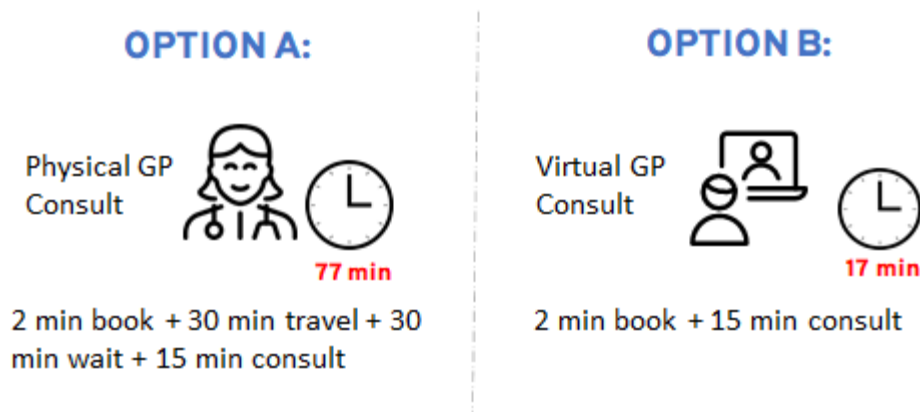 OPTION A:
Physical GP
Consult
77 min
2 min book + 30 min travel + 30
min wait + 15 min consult
OPTION B:
Virtual GP
Consult
17 min
2 min book + 15 min consult